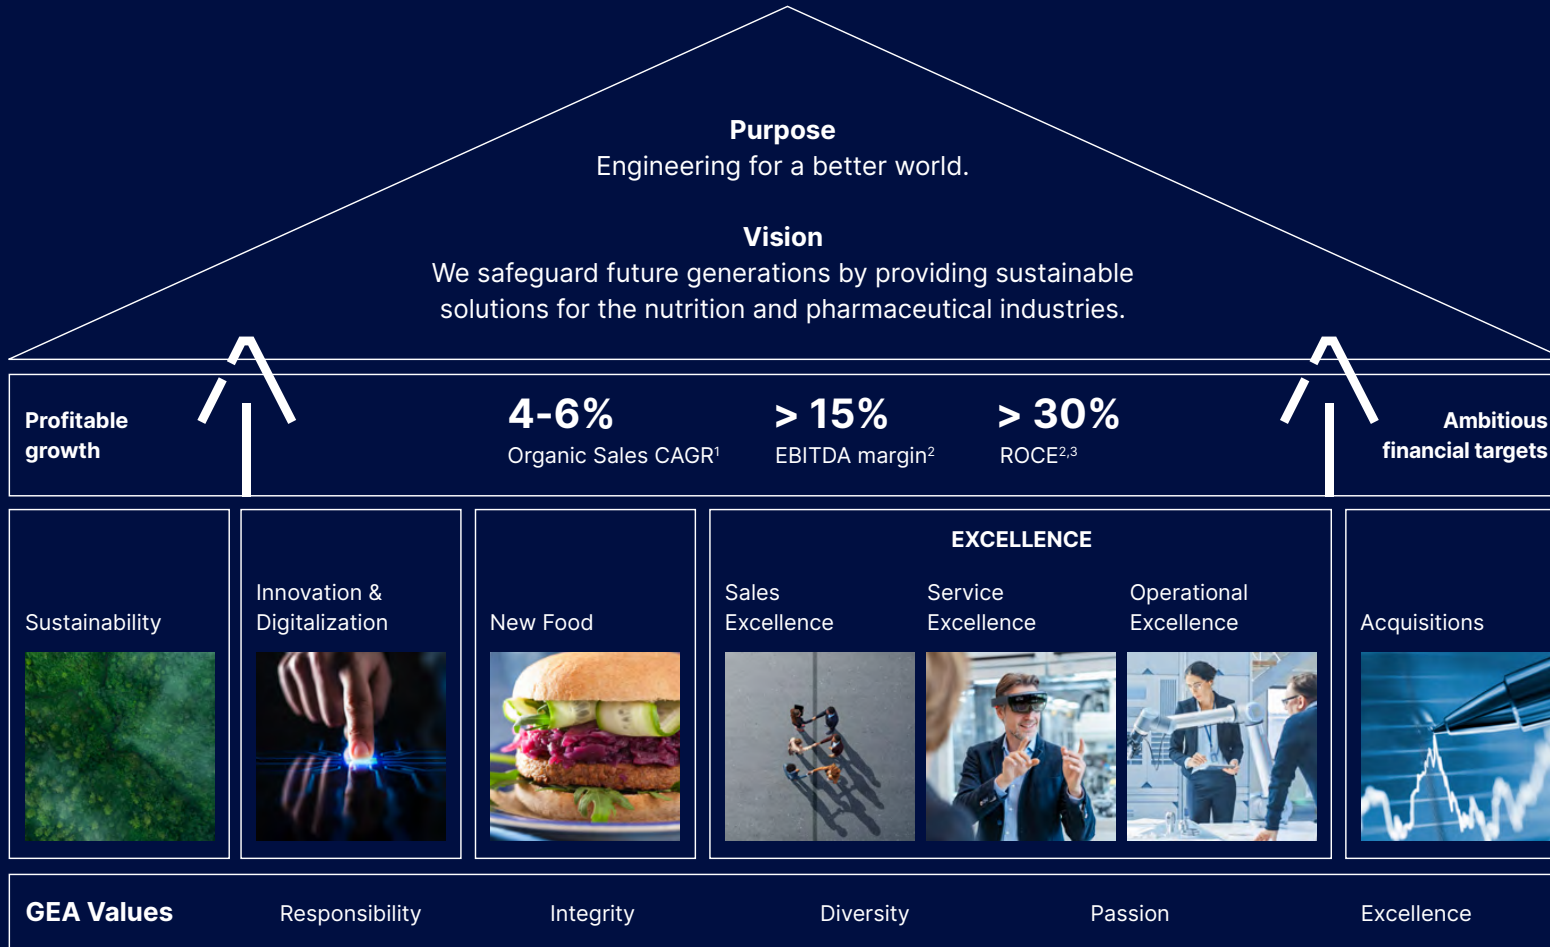 Purpose
Engineering for a better world.
Vision
We safeguard future generations by providing sustainable
solutions for the nutrition and pharmaceutical industries.
Profitable
growth
4-6%
Organic Sales CAGR¹
> 15%
EBITDA margin²
> 30%
ROCE²,³
Ambitious
financial targets
Sustainability
Innovation &
Digitalization
New Food
EXCELLENCE
Sales
Excellence
Service
Excellence
Operational
Excellence
Acquisitions
GEA Values
Responsibility
Integrity
Diversity
Passion
Excellence